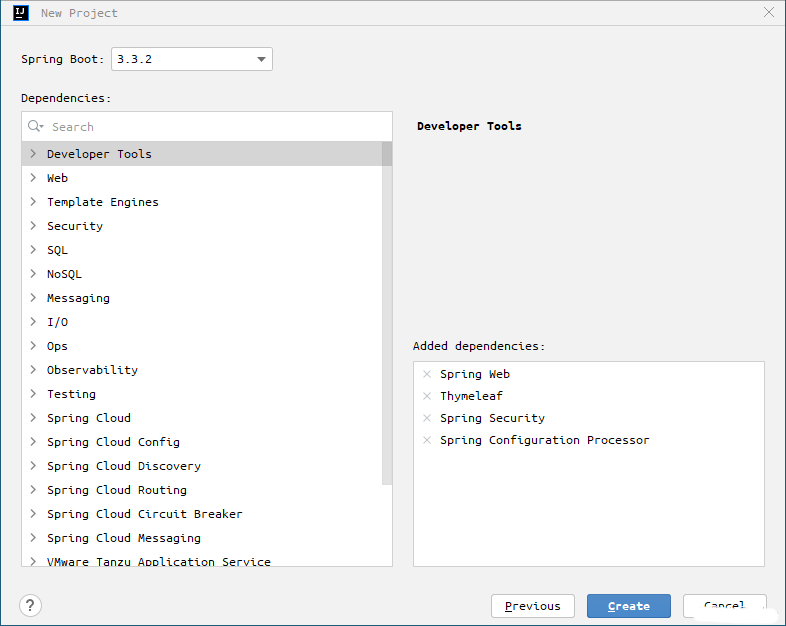 IJ New Project
Spring Boot: 3.3.2
Dependencies:
Search
Developer Tools
Web
Template Engines
Security
SQL
NoSQL
Messaging
I/O
Ops
Observability
Testing
Spring Cloud
Spring Cloud Config
Spring Cloud Discovery
Spring Cloud Routing
Spring Cloud Circuit Breaker
Spring Cloud Messaging
VMware Tanzu Application Service
Developer Tools
Added dependencies:
Spring Web
Thymeleaf
Spring Security
Spring Configuration Processor
?
Previous
Create
Cancel